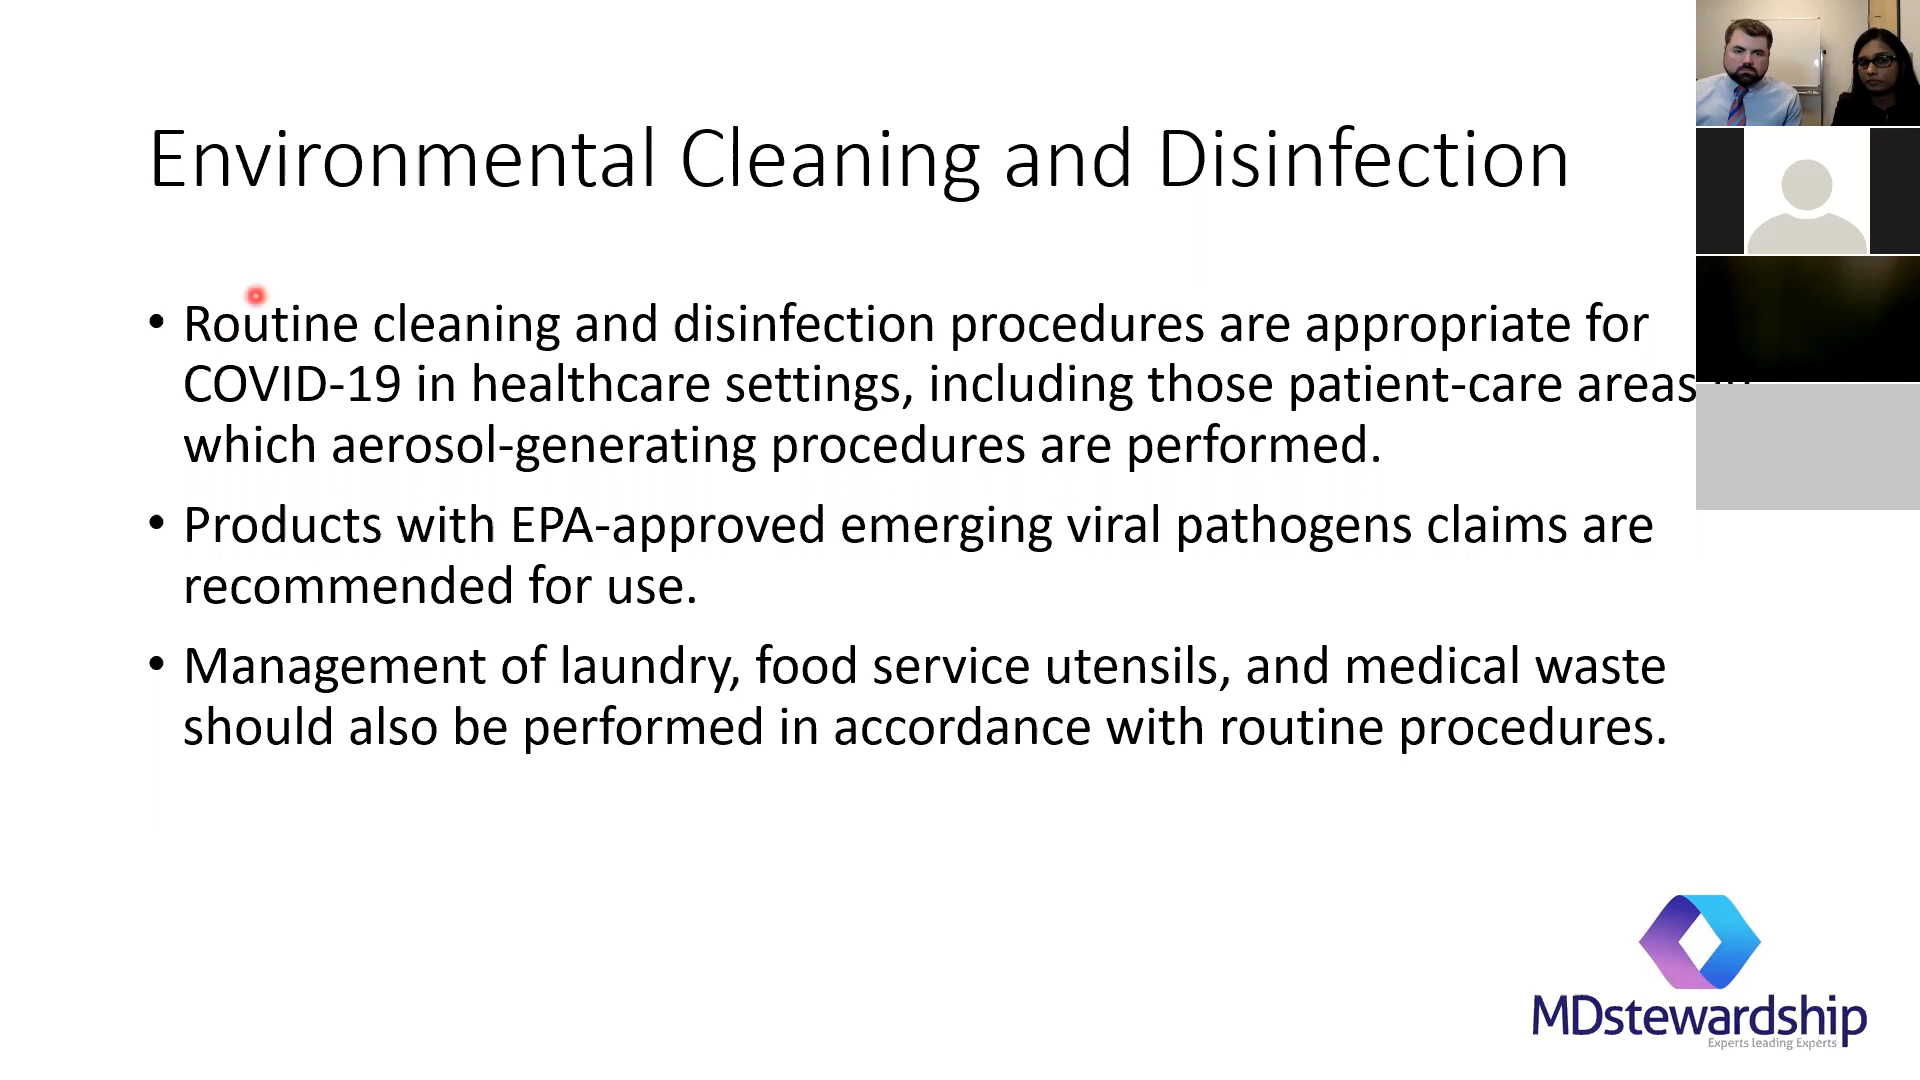 Environmental Cleaning and Disinfection
• Routine cleaning and disinfection procedures are appropriate for
COVID-19 in healthcare settings, including those patient-care areas
which aerosol-generating procedures are performed.
• Products with EPA-approved emerging viral pathogens claims are
recommended for use.
• Management of laundry, food service utensils, and medical waste
should also be performed in accordance with routine procedures.
MDstewardship
Experts leading Experts